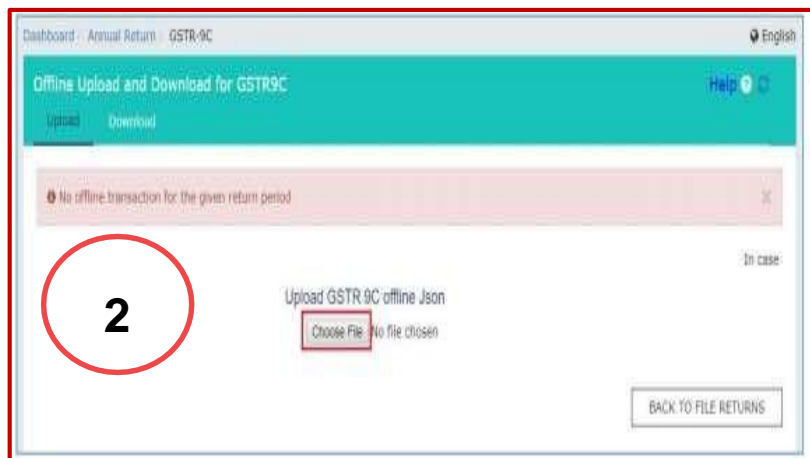 Dashboard Annual Return GSTR-9C English
Offline Upload and Download for GSTR9C Help ?
Upload Download
No offline transaction for the given return period X
In case
2
Upload GSTR 9C offline Json
Choose File No file chosen
BACK TO FILE RETURNS